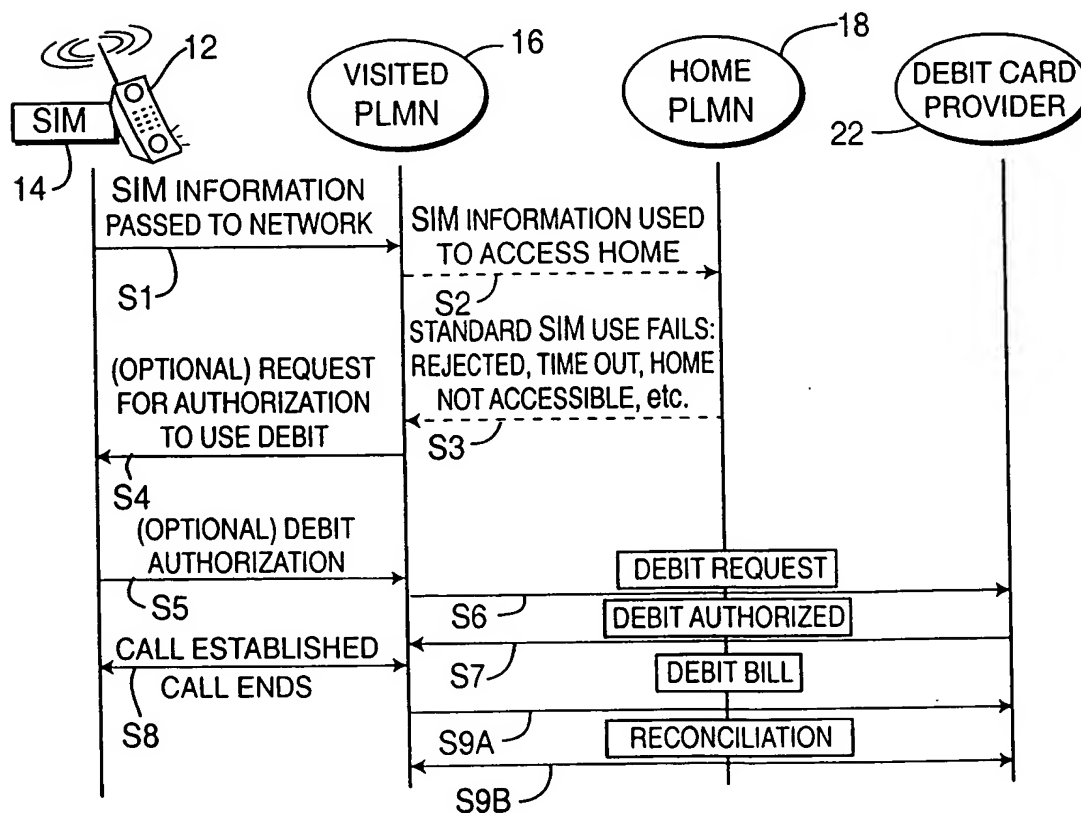 12
SIM
14
VISITED
PLMN
16
HOME
PLMN
18
DEBIT CARD
PROVIDER
22
SIM INFORMATION
PASSED TO NETWORK
S1
SIM INFORMATION USED
TO ACCESS HOME
S2
STANDARD SIM USE FAILS:
REJECTED, TIME OUT, HOME
NOT ACCESSIBLE, etc.
S3
(OPTIONAL) REQUEST
FOR AUTHORIZATION
TO USE DEBIT
S4
(OPTIONAL) DEBIT
AUTHORIZATION
S5
DEBIT REQUEST
S6
DEBIT AUTHORIZED
S7
CALL ESTABLISHED
CALL ENDS
S8
DEBIT BILL
S9A
RECONCILIATION
S9B